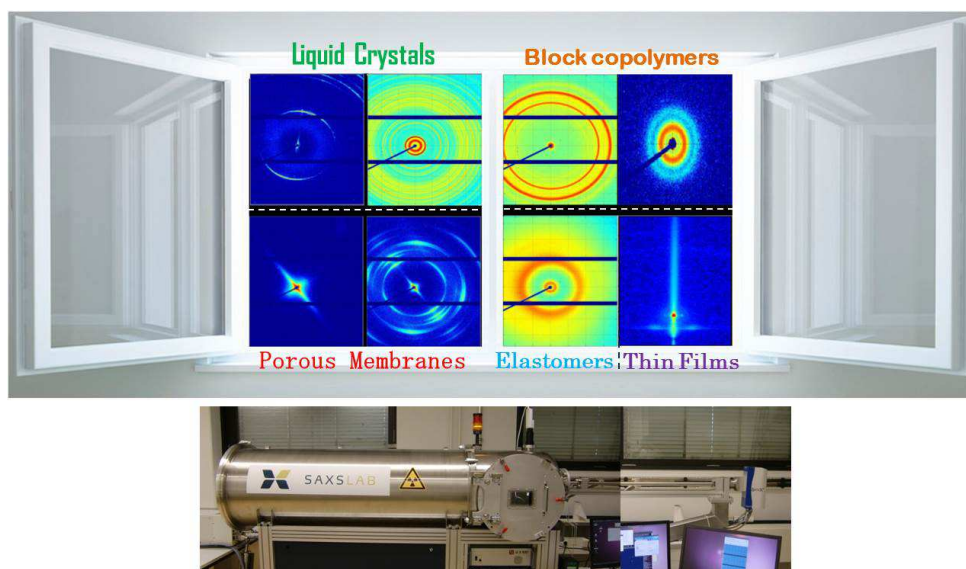 Liquid Crystals
Block copolymers
Porous Membranes
Elastomers
Thin Films
SAXSLAB